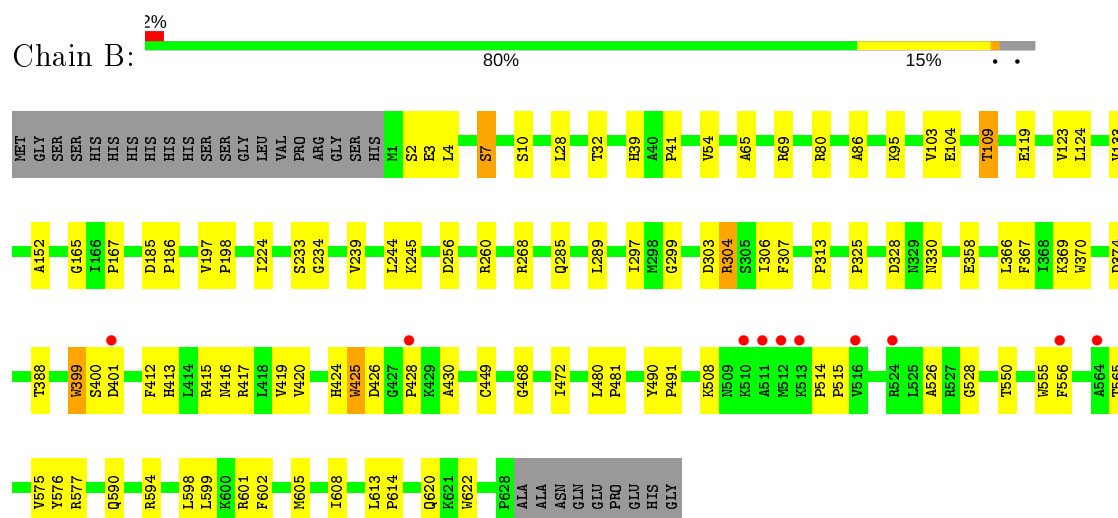 2%
Chain B:
80% 15% • •
MET GLY SER SER HIS HIS HIS HIS HIS HIS SER SER GLY LEU VAL PRO ARG GLY SER HIS M1 S2 E3 L4 S7 S10 L28 T32 H39 A40 P41 V54 A65 R69 R80 A86 K95 V103 E104 T109 E119 V123 L124
A152 G165 I166 P167 D185 P186 V197 P198 I224 S233 G234 V239 L244 K245 D256 R260 R268 Q285 L289 I297 M298 G299 D303 R304 S305 I306 F307 P313 P325 D328 N329 N330 E358 L366 F367 I368 K369 W370
T388 W399 S400 D401 F412 H413 L414 R415 N416 R417 L418 V419 V420 H424 W425 D426 G427 P428 K429 A430 C449 G468 I472 L480 P481 Y490 P491 K508 N509 K510 A511 M512 K513 P514 P515 V516 R524 L525 A526 R527 G528 T550 W555 F556 A564 T565
V575 Y576 R577 Q590 R594 L598 L599 K600 R601 F602 M605 I608 L613 P614 Q620 K621 W622 P628 ALA ALA ASN GLN GLU PRO GLU HIS GLY